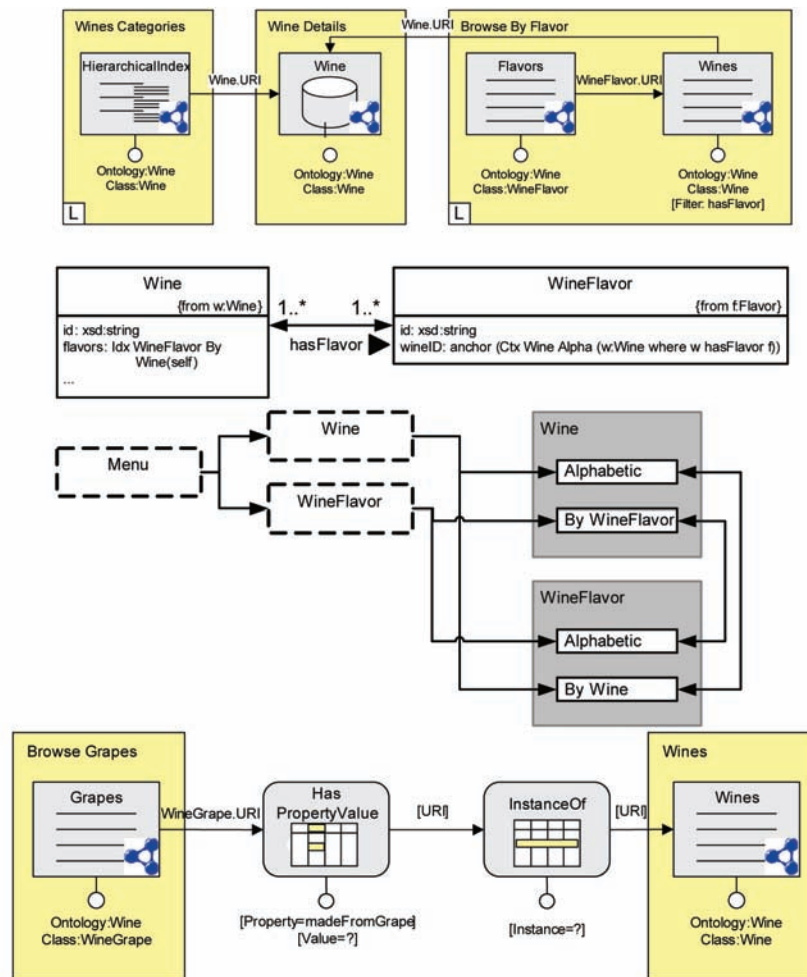 Wines Categories
Wine Details
Wine.URI
Browse By Flavor
HierarchicalIndex
Wine.URI
Wine
Flavors
WineFlavor.URI
Wines
Ontology:Wine
Class:Wine
Ontology:Wine
Class:Wine
Ontology:Wine
Class:WineFlavor
Ontology:Wine
Class:Wine
[Filter: hasFlavor]
L
L
Wine
{from w:Wine}
id: xsd:string
flavors: Idx WineFlavor By
Wine(self)
...
1..*
1..*
hasFlavor
WineFlavor
{from f:Flavor}
id: xsd:string
wineID: anchor (Ctx Wine Alpha (w:Wine where w hasFlavor f))
Menu
Wine
WineFlavor
Wine
Alphabetic
By WineFlavor
WineFlavor
Alphabetic
By Wine
Browse Grapes
Grapes
WineGrape.URI
Has
PropertyValue
[URI]
InstanceOf
[URI]
Wines
Wines
Ontology:Wine
Class:WineGrape
[Property=madeFromGrape]
[Value=?]
[Instance=?]
Ontology:Wine
Class:Wine